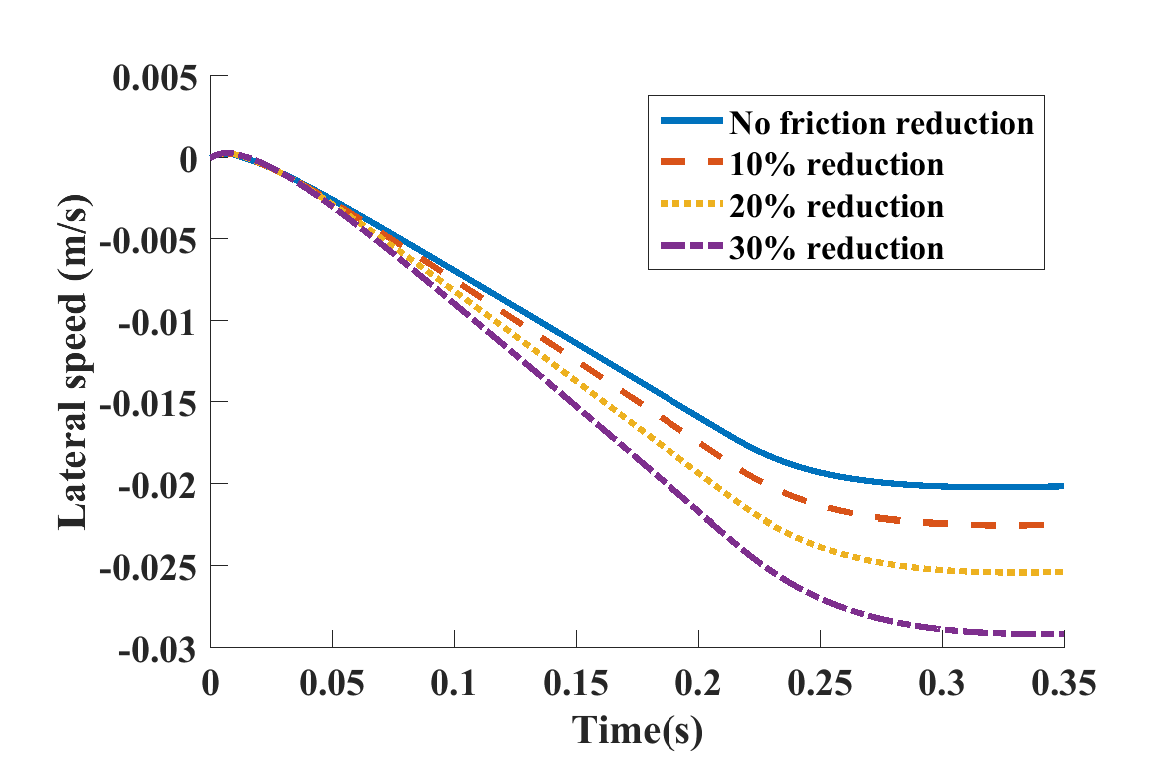 0.005
0
-0.005
-0.01
-0.015
-0.02
-0.025
-0.03
Lateral speed (m/s)
No friction reduction
10% reduction
20% reduction
30% reduction
0 0.05 0.1 0.15 0.2 0.25 0.3 0.35
Time(s)